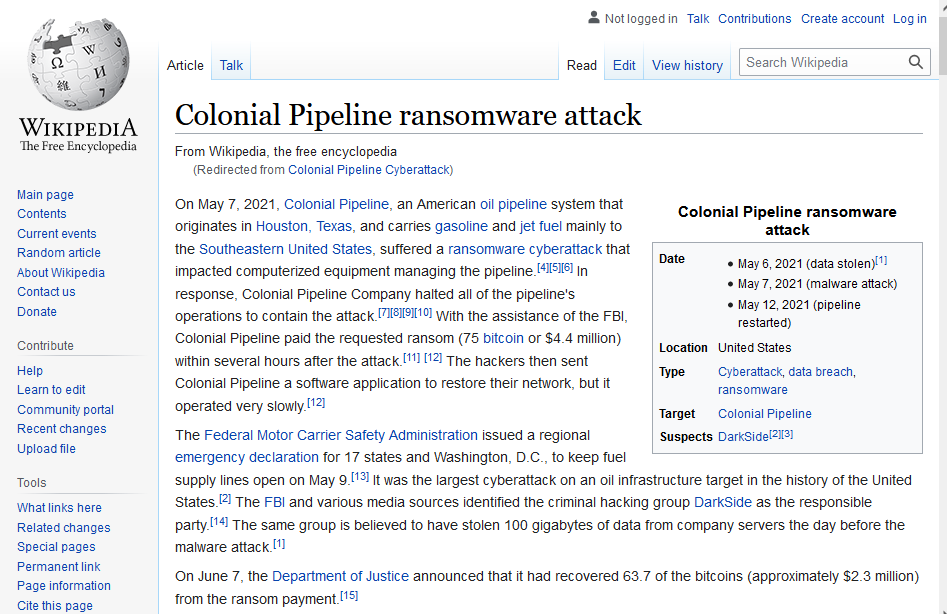 Not logged in Talk Contributions Create account Log in
Article Talk Read Edit View history Search Wikipedia
WIKIPEDIA
The Free Encyclopedia
Main page
Contents
Current events
Random article
About Wikipedia
Contact us
Donate
Contribute
Help
Learn to edit
Community portal
Recent changes
Upload file
Tools
What links here
Related changes
Special pages
Permanent link
Page information
Cite this page
Colonial Pipeline ransomware attack
From Wikipedia, the free encyclopedia
(Redirected from Colonial Pipeline Cyberattack)
On May 7, 2021, Colonial Pipeline, an American oil pipeline system that
originates in Houston, Texas, and carries gasoline and jet fuel mainly to
the Southeastern United States, suffered a ransomware cyberattack that
impacted computerized equipment managing the pipeline.[4][5][6] In
response, Colonial Pipeline Company halted all of the pipeline's
operations to contain the attack.[7][8][9][10] With the assistance of the FBI,
Colonial Pipeline paid the requested ransom (75 bitcoin or $4.4 million)
within several hours after the attack.[11] [12] The hackers then sent
Colonial Pipeline a software application to restore their network, but it
operated very slowly.[12]
Colonial Pipeline ransomware
attack
Date
• May 6, 2021 (data stolen)[1]
• May 7, 2021 (malware attack)
• May 12, 2021 (pipeline
restarted)
Location United States
Type Cyberattack, data breach,
ransomware
Target Colonial Pipeline
Suspects DarkSide[2][3]
The Federal Motor Carrier Safety Administration issued a regional
emergency declaration for 17 states and Washington, D.C., to keep fuel
supply lines open on May 9.[13] It was the largest cyberattack on an oil infrastructure target in the history of the United
States.[2] The FBI and various media sources identified the criminal hacking group DarkSide as the responsible
party.[14] The same group is believed to have stolen 100 gigabytes of data from company servers the day before the
malware attack.[1]
On June 7, the Department of Justice announced that it had recovered 63.7 of the bitcoins (approximately $2.3 million)
from the ransom payment.[15]